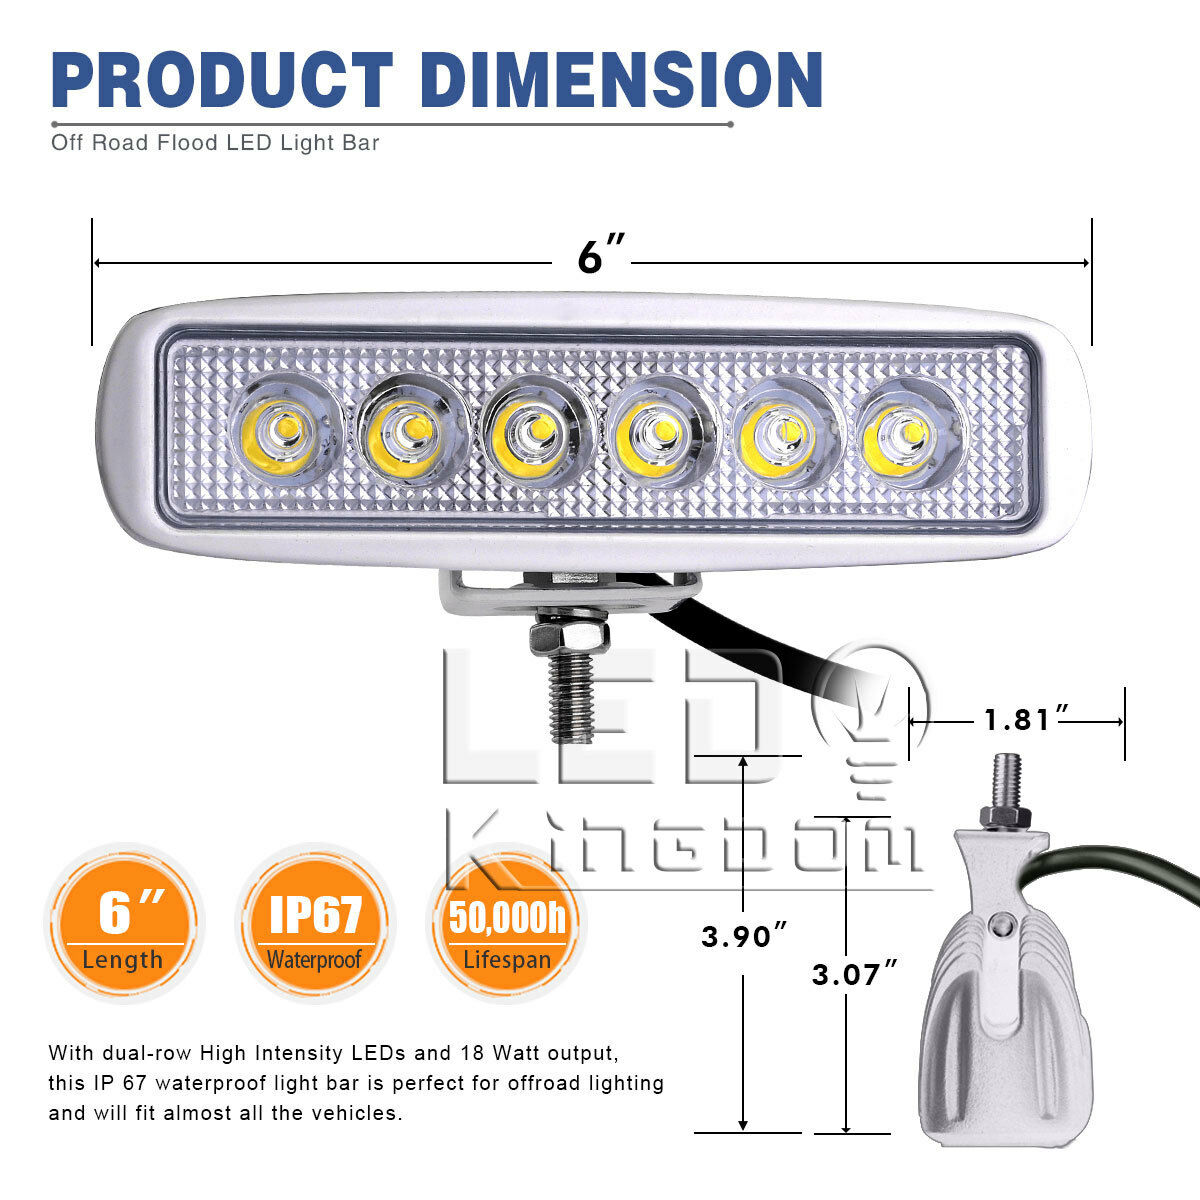 PRODUCT DIMENSION
Off Road Flood LED Light Bar
6″
LED
Kingdom
1.81″
3.90″
3.07″
6″
Length
IP67
Waterproof
50,000h
Lifespan
With dual-row High Intensity LEDs and 18 Watt output,
this IP 67 waterproof light bar is perfect for offroad lighting
and will fit almost all the vehicles.